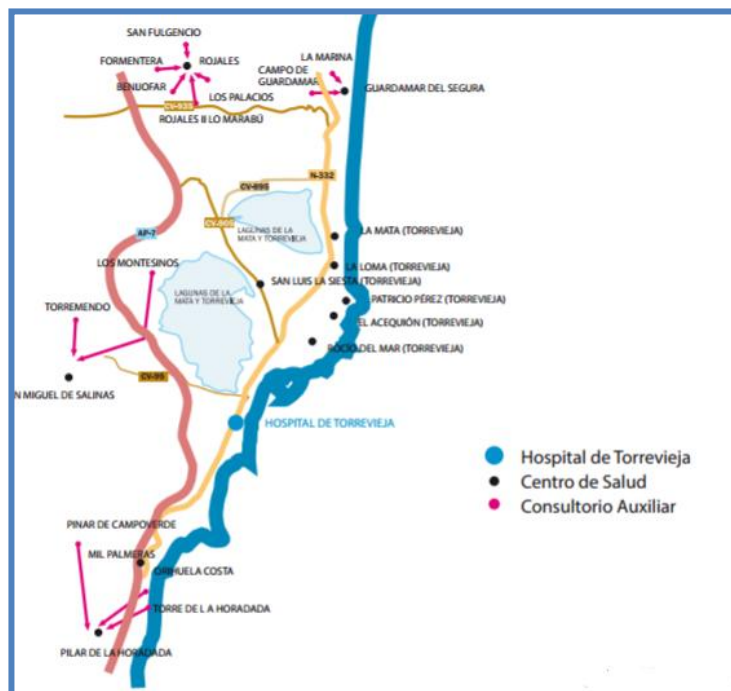 SAN FULGENCIO
FORMENTERA
ROJALES
BENIJOFAR
LOS PALACIOS
CV-935
ROJALES II LO MARABÚ
LA MARINA
CAMPO DE
GUARDAMAR
GUARDAMAR DEL SEGURA
N-332
CV-895
CV-905
LAGUNAS DE LA
MATA Y TORREVIEJA
AP-7
LA MATA (TORREVIEJA)
LOS MONTESINOS
LA LOMA (TORREVIEJA)
SAN LUIS LA SIESTA (TORREVIEJA)
LAGUNAS DE LA
MATA Y TORREVIEJA
PATRICIO PÉREZ (TORREVIEJA)
TORREMENDO
EL ACEQUIÓN (TORREVIEJA)
ROCIO DEL MAR (TORREVIEJA)
CV-95
N MIGUEL DE SALINAS
HOSPITAL DE TORREVIEJA
Hospital de Torrevieja
Centro de Salud
Consultorio Auxiliar
PINAR DE CAMPOVERDE
MIL PALMERAS
ORIHUELA COSTA
TORRE DE L A HORADADA
PILAR DE LA HORADADA